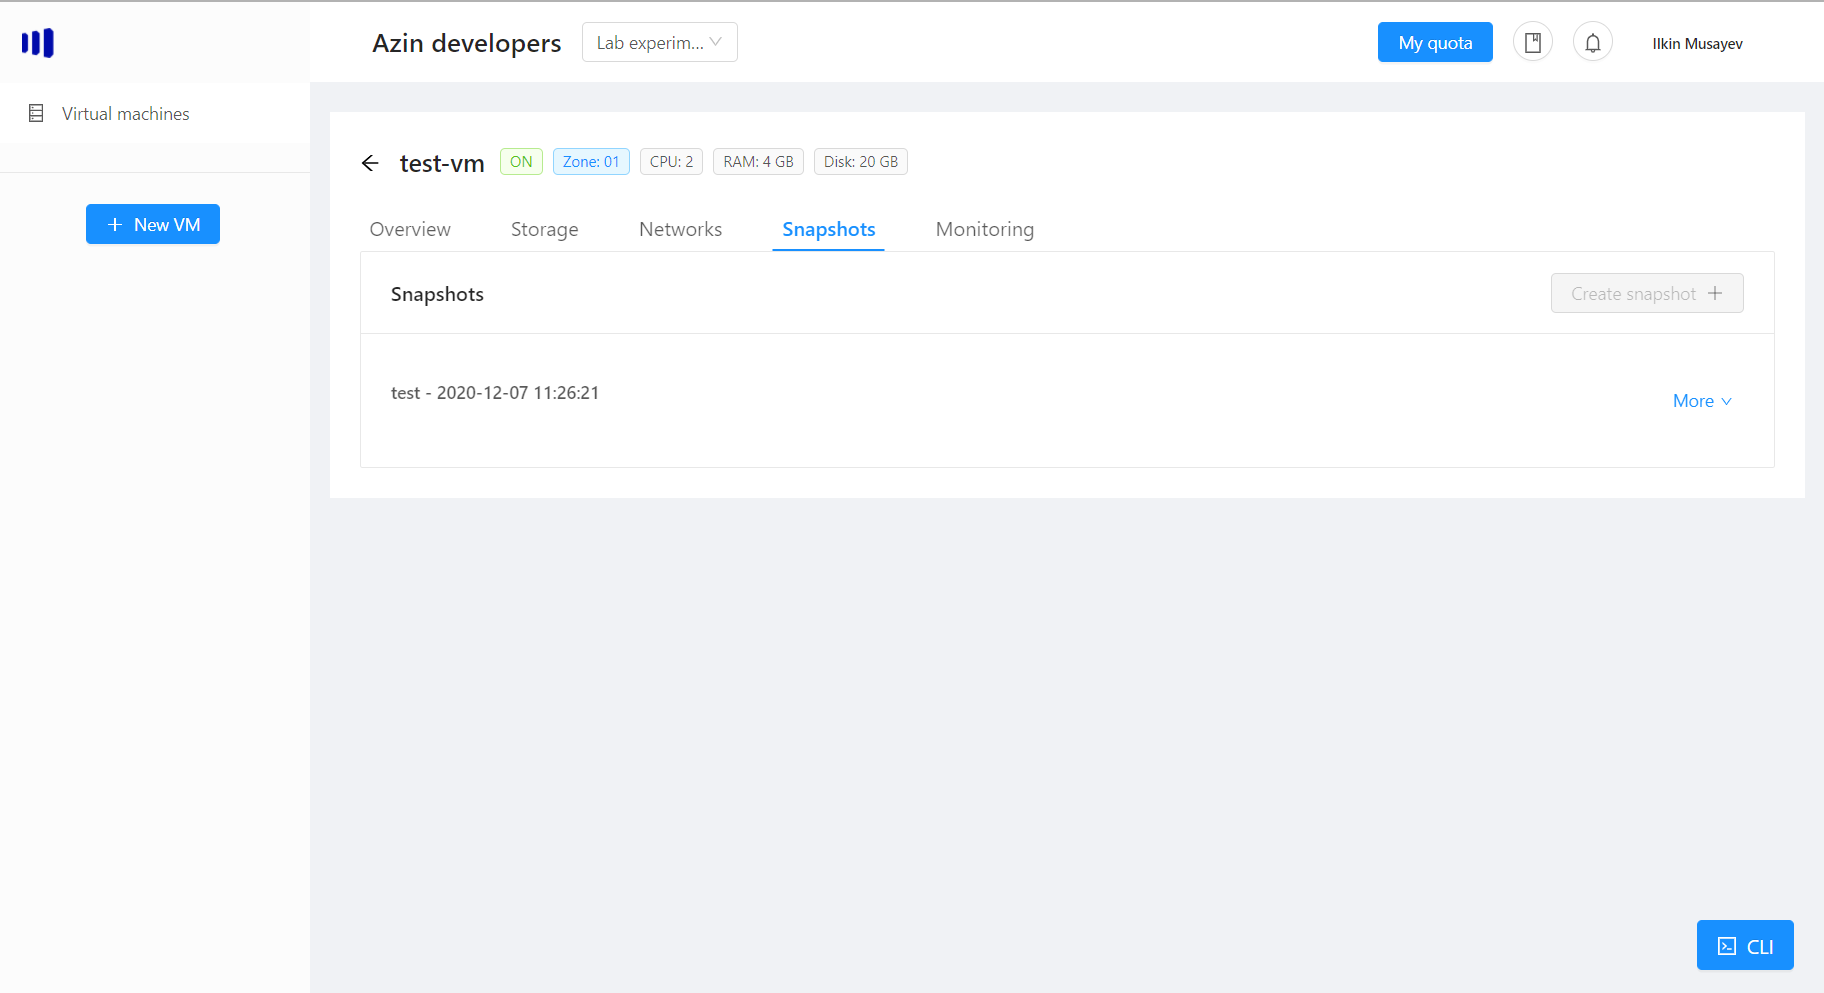 Azin developers
Lab experim...
My quota
Ilkin Musayev
Virtual machines
New VM
test-vm
ON
Zone: 01
CPU: 2
RAM: 4 GB
Disk: 20 GB
Overview
Storage
Networks
Snapshots
Monitoring
Snapshots
Create snapshot +
test - 2020-12-07 11:26:21
More
CLI